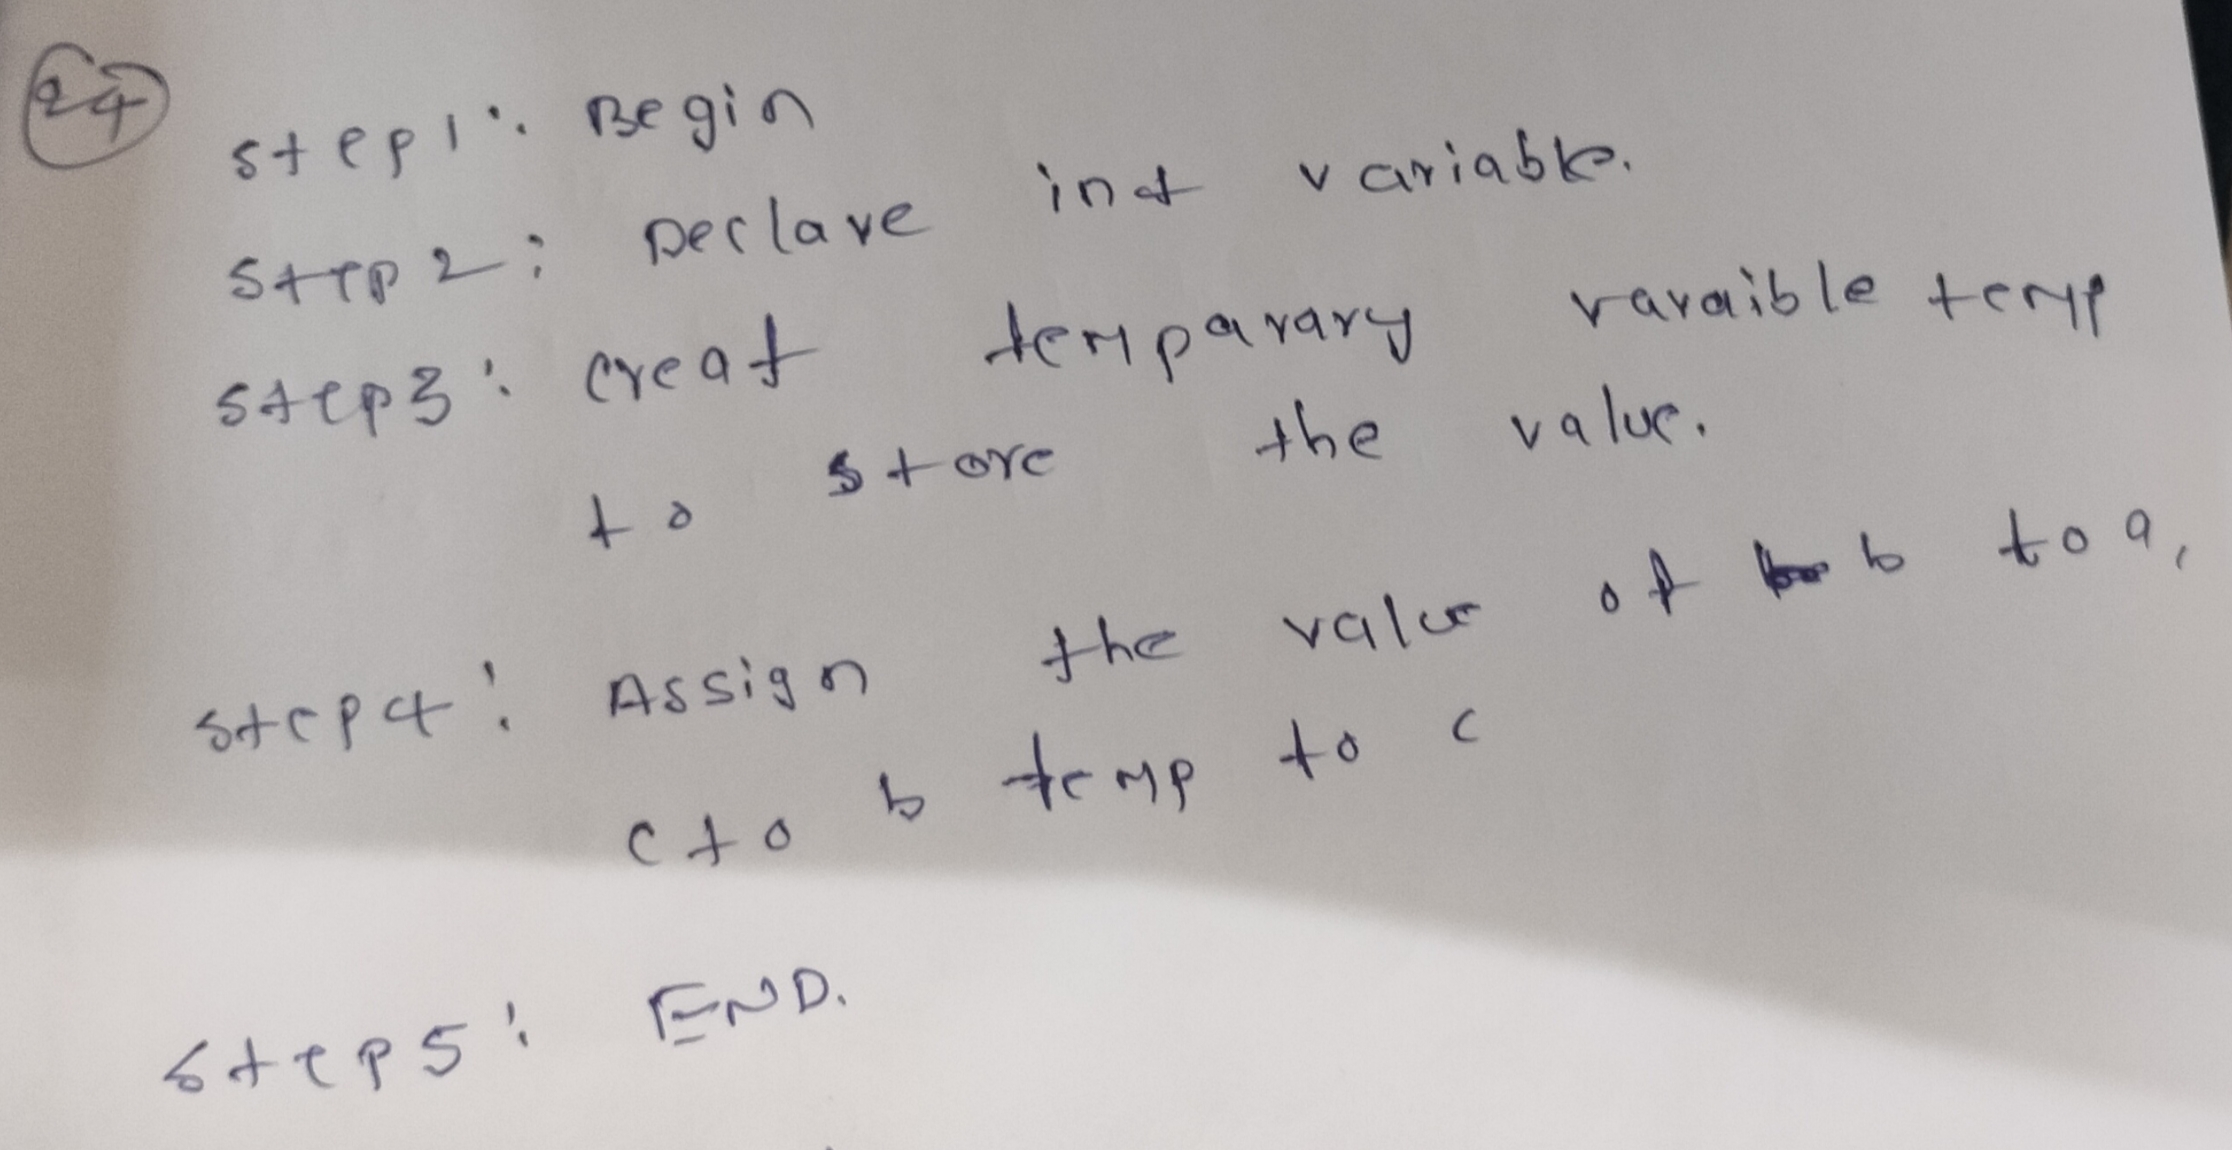 24
Step1: Begin
Step2: Declare int variable.
Step3: creat temparary varaible temp
to store the value.
Step4: Assign the value of b to a,
c to b temp to c
Step5: END.